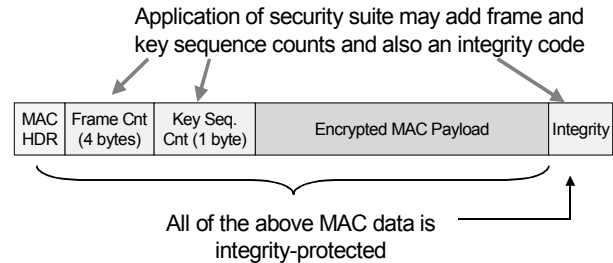 Application of security suite may add frame and
key sequence counts and also an integrity code
MAC
HDR
Frame Cnt
(4 bytes)
Key Seq.
Cnt (1 byte)
Encrypted MAC Payload
Integrity
All of the above MAC data is
integrity-protected